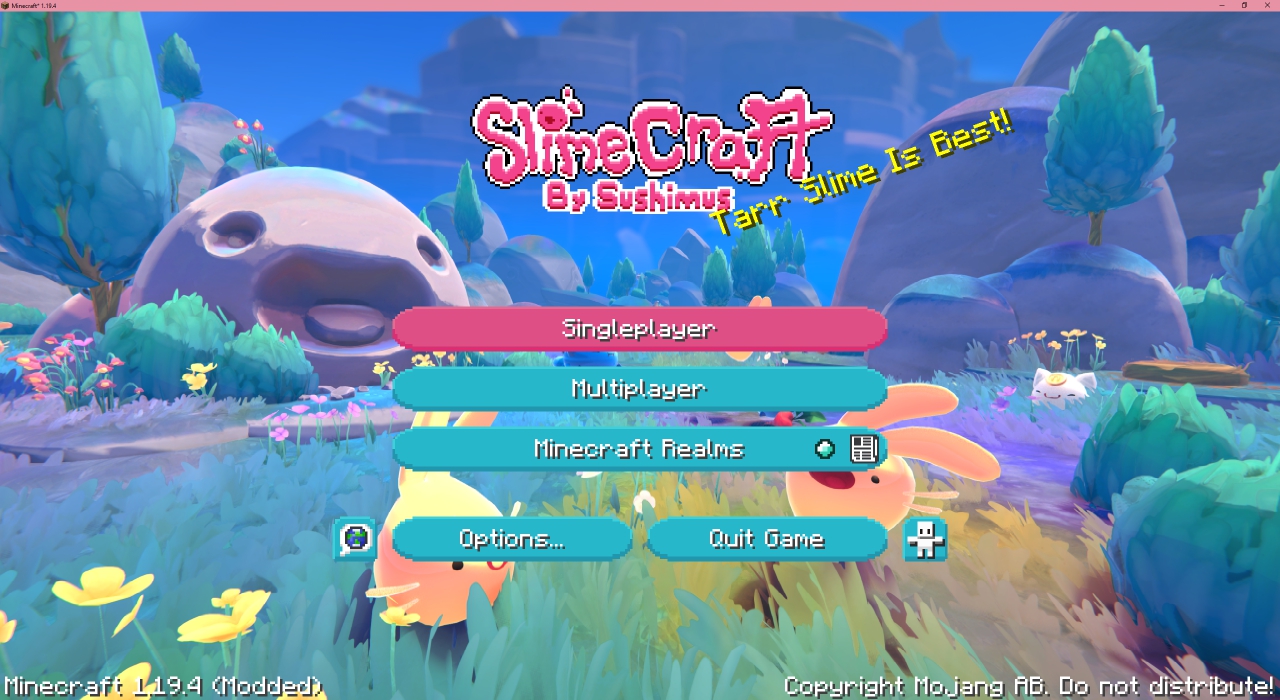 Minecraft* 1.19.4
SlimeCraft
By Sushimus
Tarr Slime Is Best!
Singleplayer
Multiplayer
Minecraft Realms
Options...
Quit Game
Minecraft 1.19.4 (Modded)
Copyright Mojang AB. Do not distribute!